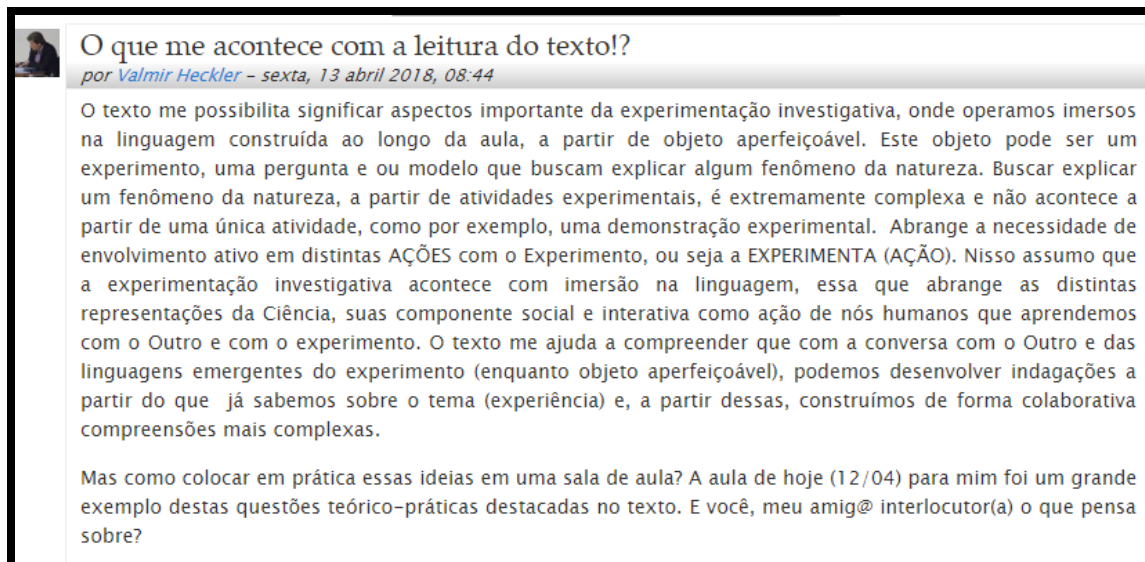 O que me acontece com a leitura do texto!?
por Valmir Heckler - sexta, 13 abril 2018, 08:44
O texto me possibilita significar aspectos importante da experimentação investigativa, onde operamos imersos
na linguagem construída ao longo da aula, a partir de objeto aperfeiçoável. Este objeto pode ser um
experimento, uma pergunta e ou modelo que buscam explicar algum fenômeno da natureza. Buscar explicar
um fenômeno da natureza, a partir de atividades experimentais, é extremamente complexa e não acontece a
partir de uma única atividade, como por exemplo, uma demonstração experimental. Abrange a necessidade de
envolvimento ativo em distintas AÇÕES com o Experimento, ou seja a EXPERIMENTA (AÇÃO). Nisso assumo que
a experimentação investigativa acontece com imersão na linguagem, essa que abrange as distintas
representações da Ciência, suas componente social e interativa como ação de nós humanos que aprendemos
com o Outro e com o experimento. O texto me ajuda a compreender que com a conversa com o Outro e das
linguagens emergentes do experimento (enquanto objeto aperfeiçoável), podemos desenvolver indagações a
partir do que já sabemos sobre o tema (experiência) e, a partir dessas, construímos de forma colaborativa
compreensões mais complexas.
Mas como colocar em prática essas ideias em uma sala de aula? A aula de hoje (12/04) para mim foi um grande
exemplo destas questões teórico-práticas destacadas no texto. E você, meu amig@ interlocutor(a) o que pensa
sobre?